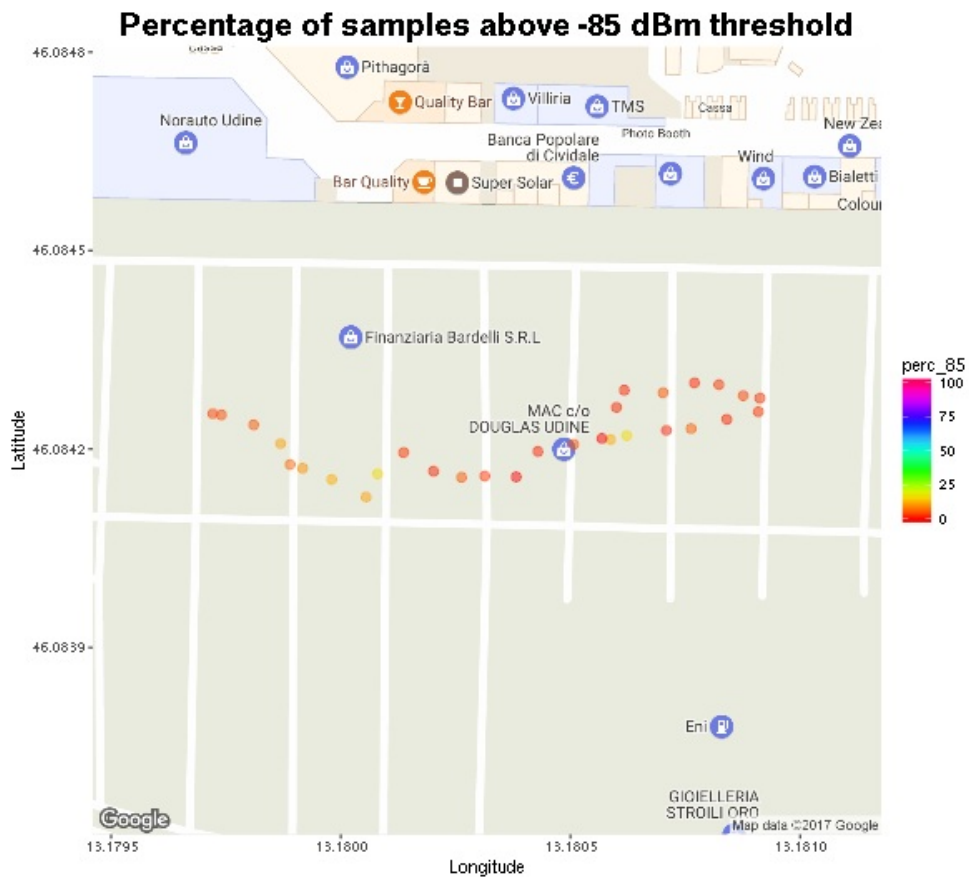 Percentage of samples above -85 dBm threshold
46.0848
Pithagorà
Quality Bar
Villiria
TMS
Cassa
Norauto Udine
Photo Booth
New Zea
Banca Popolare
di Cividale
Wind
Bar Quality
Super Solar
€
Bialetti
Colour
46.0845
Finanziaria Bardelli S.R.L
perc_85
100
75
50
25
0
MAC c/o
DOUGLAS UDINE
Latitude
46.0842
46.0839
Eni
GIOIELLERIA
STROILI ORO
Google
Map data ©2017 Google
13.1795
13.1800
13.1805
13.1810
Longitude